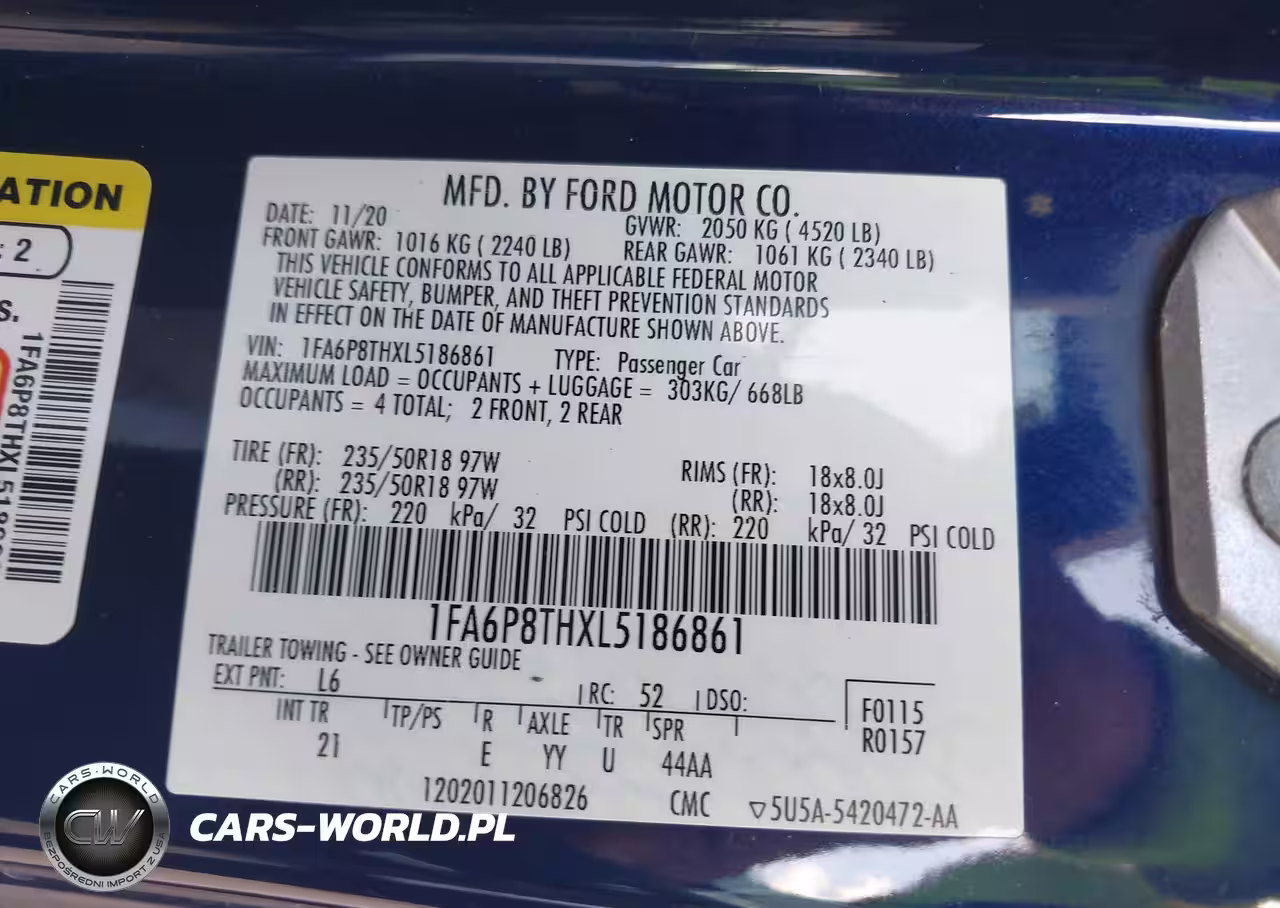 ATION
: 2
S.
1FA6P8THXL51868
MFD. BY FORD MOTOR CO.
DATE: 11/20
GVWR: 2050 KG ( 4520 LB)
FRONT GAWR: 1016 KG ( 2240 LB)
REAR GAWR: 1061 KG ( 2340 LB)
THIS VEHICLE CONFORMS TO ALL APPLICABLE FEDERAL MOTOR
VEHICLE SAFETY, BUMPER, AND THEFT PREVENTION STANDARDS
IN EFFECT ON THE DATE OF MANUFACTURE SHOWN ABOVE.
VIN: 1FA6P8THXL5186861 TYPE: Passenger Car
MAXIMUM LOAD = OCCUPANTS + LUGGAGE = 303KG/ 668LB
OCCUPANTS = 4 TOTAL; 2 FRONT, 2 REAR
TIRE (FR): 235/50R18 97W RIMS (FR): 18x8.0J
(RR): 235/50R18 97W (RR): 18x8.0J
PRESSURE (FR): 220 kPa/ 32 PSI COLD (RR): 220 kPa/ 32 PSI COLD
1FA6P8THXL5186861
TRAILER TOWING - SEE OWNER GUIDE
EXT PNT: L6 RC: 52 DSO:
INT TR TP/PS R AXLE TR SPR
21 E YY U 44AA
F0115
R0157
1202011206826 CMC ▽5U5A-5420472-AA
CARS-WORLD
CW
BEZPOŚREDNI IMPORT Z USA
CARS-WORLD.PL